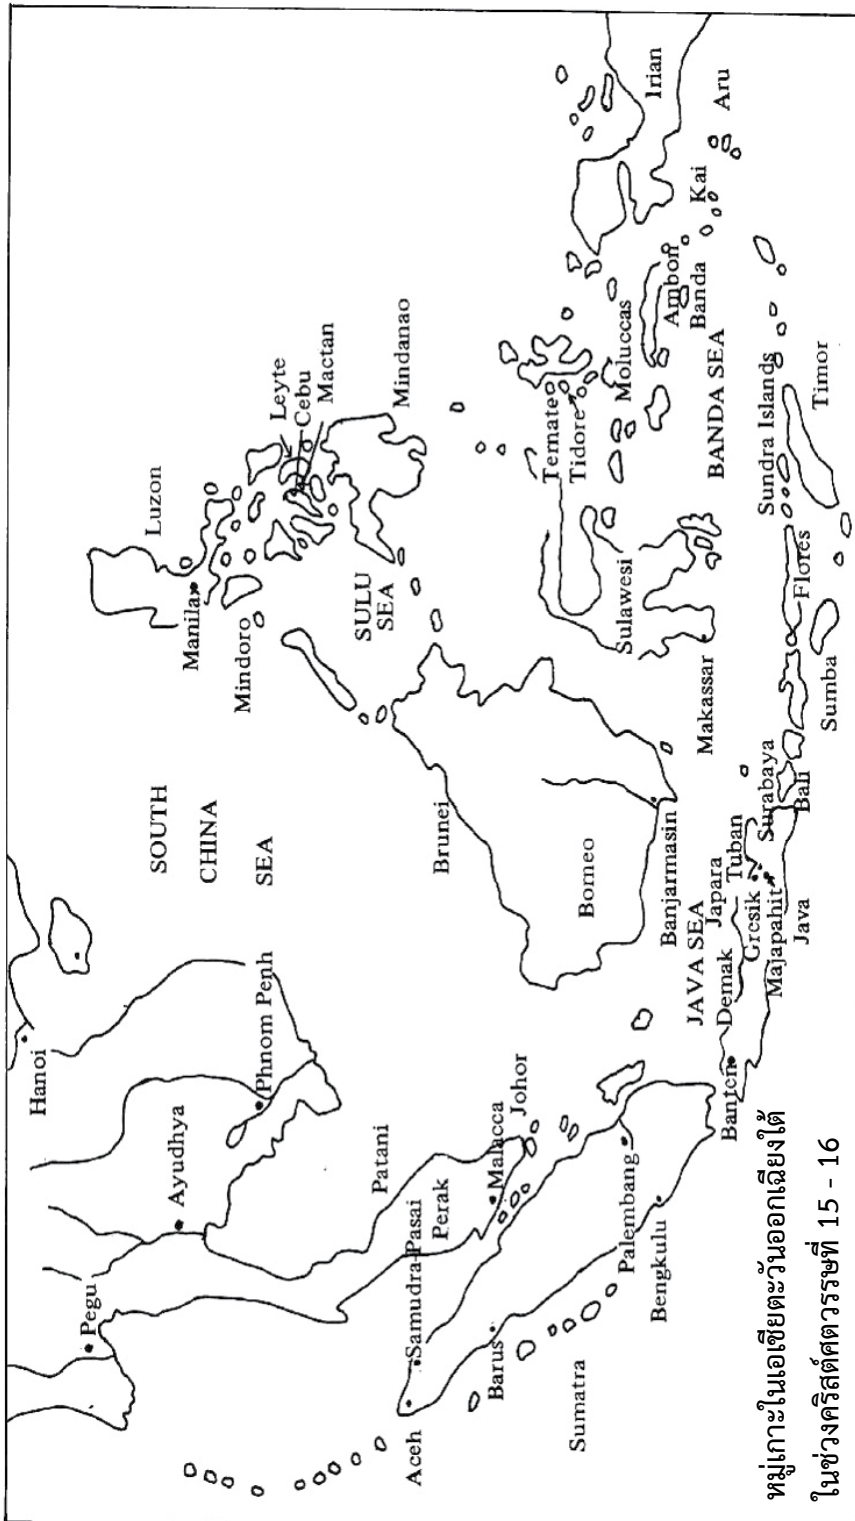 Hanoi
Pegu
Ayudhya
Phnom Penh
SOUTH
CHINA
SEA
Luzon
Manila
Mindoro
Leyte
Cebu
Mactan
SULU
SEA
Mindanao
Patani
Aceh
Samudra-Pasai
Perak
Malacca
Johor
Barus
Sumatra
Palembang
Bengkulu
Brunei
Borneo
Banjarmasin
Sulawesi
Makassar
Ternate
Tidore
Moluccas
Ambon
Banda
BANDA SEA
Kai
Irian
Aru
JAVA SEA
Banten
Demak
Japara
Tuban
Gresik
Majapahit
Surabaya
Java
Bali
Sumba
Flores
Sundra Islands
Timor
หมู่เกาะในเอเชียตะวันออกเฉียงใต้
ในช่วงคริสต์ศตวรรษที่ 15 - 16